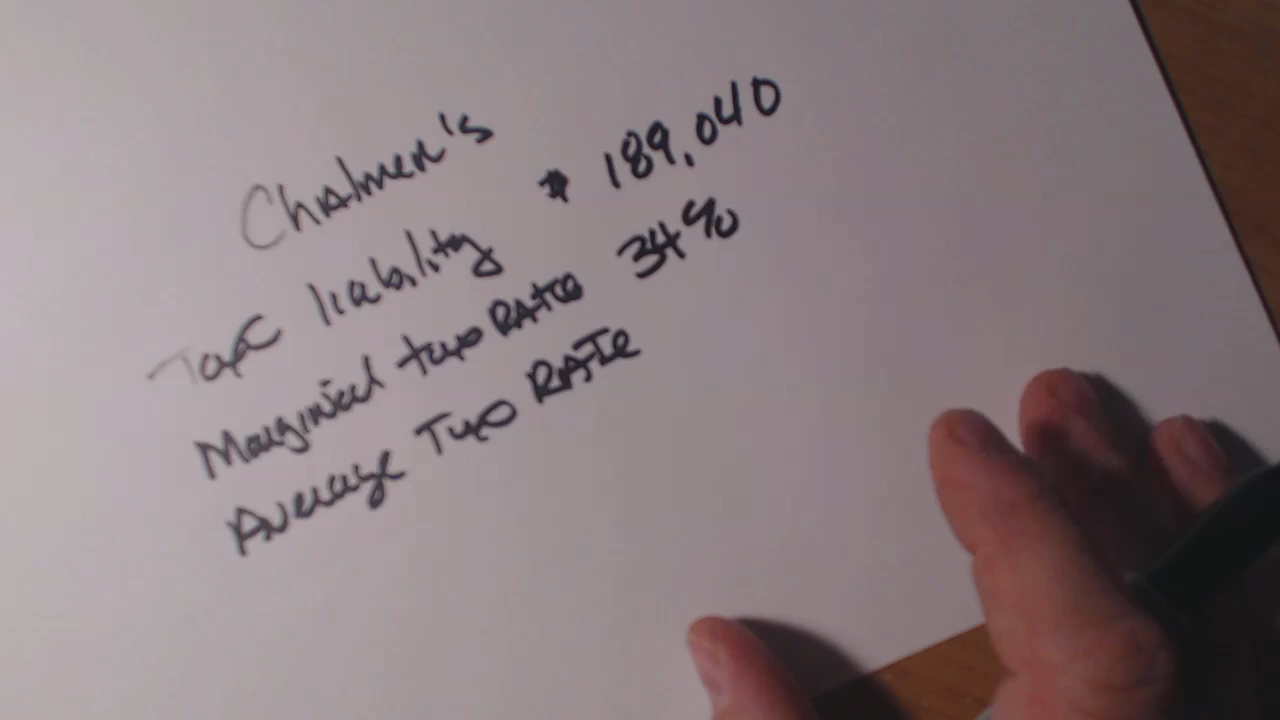 Chalmer's
Tax liability $ 189,040
Marginal tax Rate 34%
Average Tax RATe